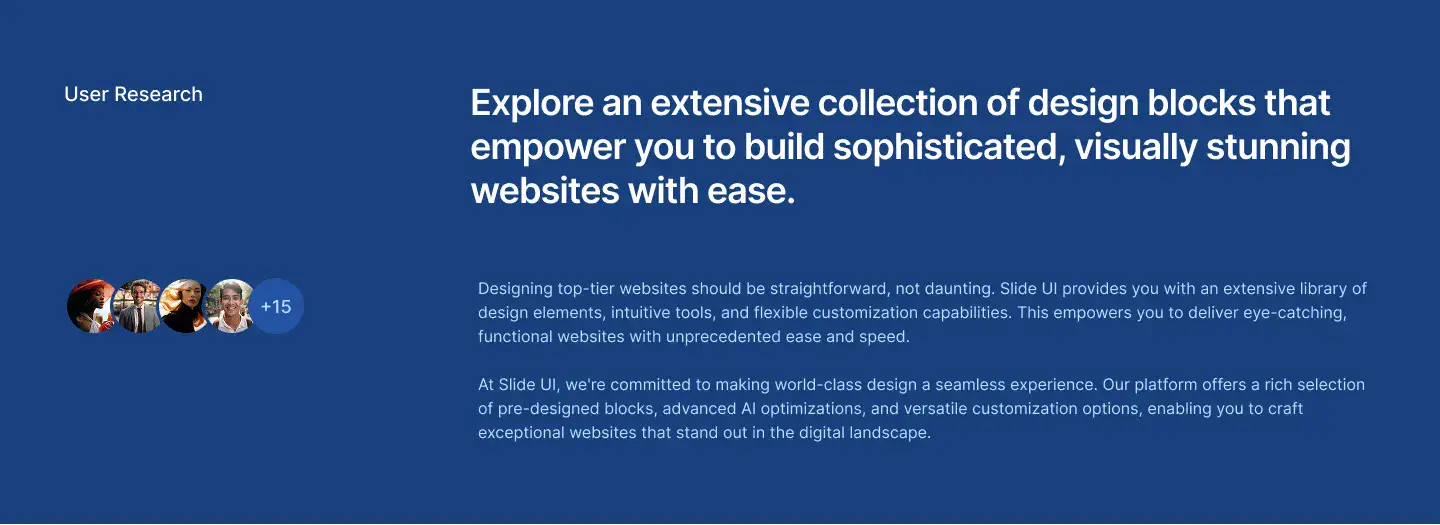 User Research
Explore an extensive collection of design blocks that
empower you to build sophisticated, visually stunning
websites with ease.
+15
Designing top-tier websites should be straightforward, not daunting. Slide UI provides you with an extensive library of
design elements, intuitive tools, and flexible customization capabilities. This empowers you to deliver eye-catching,
functional websites with unprecedented ease and speed.
At Slide UI, we're committed to making world-class design a seamless experience. Our platform offers a rich selection
of pre-designed blocks, advanced AI optimizations, and versatile customization options, enabling you to craft
exceptional websites that stand out in the digital landscape.